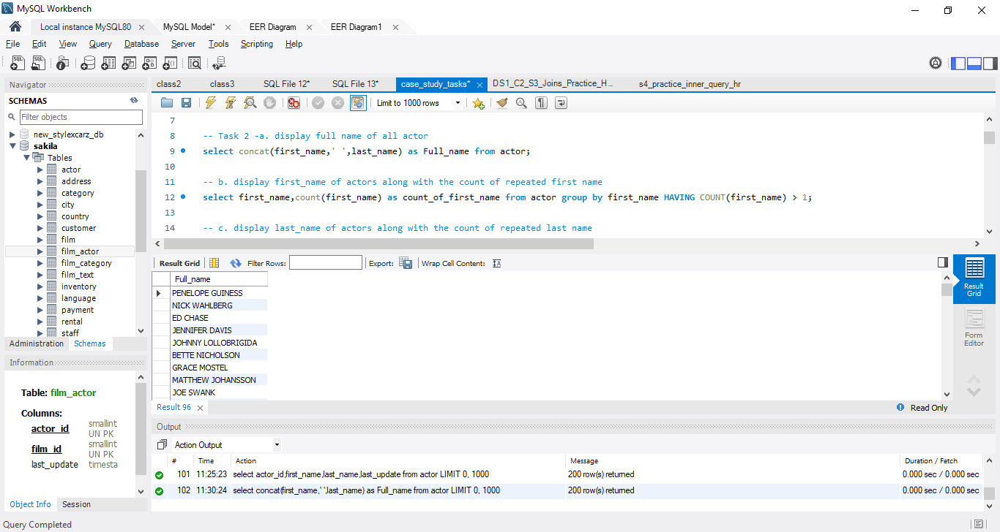 MySQL Workbench
Local instance MySQL80 MySQL Model* EER Diagram EER Diagram1
File Edit View Query Database Server Tools Scripting Help
Navigator
SCHEMAS
Filter objects
new_stylexcarz_db
sakila
Tables
actor
address
category
city
country
customer
film
film_actor
film_category
film_text
inventory
language
payment
rental
staff
Administration Schemas
Information
Table: film_actor
Columns:
actor_id smallint UN PK
film_id smallint UN PK
last_update timesta
Object Info Session
class2 class3 SQL File 12* SQL File 13* case_study_tasks* DS1_C2_S3_Joins_Practice_H... s4_practice_inner_query_hr
Limit to 1000 rows
7
8 -- Task 2 -a. display full name of all actor
9 select concat(first_name,' ',last_name) as Full_name from actor;
10
11 -- b. display first_name of actors along with the count of repeated first name
12 select first_name,count(first_name) as count_of_first_name from actor group by first_name HAVING COUNT(first_name) > 1;
13
14 -- c. display last_name of actors along with the count of repeated last name
Result Grid Filter Rows: Export: Wrap Cell Content:
Full_name
PENELOPE GUINESS
NICK WAHLBERG
ED CHASE
JENNIFER DAVIS
JOHNNY LOLLOBRIGIDA
BETTE NICHOLSON
GRACE MOSTEL
MATTHEW JOHANSSON
JOE SWANK
Result Grid
Form Editor
Result 96 Read Only
Output
Action Output
# Time Action Message Duration / Fetch
101 11:25:23 select actor_id,first_name,last_name,last_update from actor LIMIT 0, 1000 200 row(s) returned 0.000 sec / 0.000 sec
102 11:30:24 select concat(first_name,' ',last_name) as Full_name from actor LIMIT 0, 1000 200 row(s) returned 0.000 sec / 0.000 sec
Query Completed